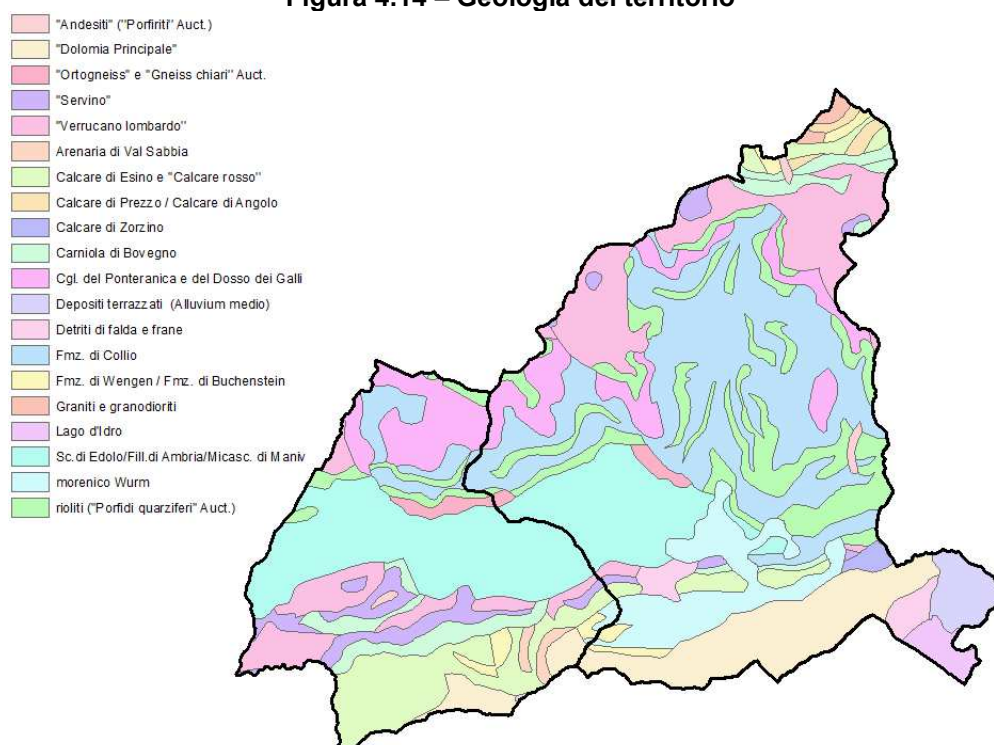 Figura 4.14 – Geologia del territorio
"Andesiti" ("Porfiriti" Auct.)
"Dolomia Principale"
"Ortogneiss" e "Gneiss chiari" Auct.
"Servino"
"Verrucano lombardo"
Arenaria di Val Sabbia
Calcare di Esino e "Calcare rosso"
Calcare di Prezzo / Calcare di Angolo
Calcare di Zorzino
Carniola di Bovegno
Cgl. del Ponteranica e del Dosso dei Galli
Depositi terrazzati (Alluvium medio)
Detriti di falda e frane
Fmz. di Collio
Fmz. di Wengen / Fmz. di Buchenstein
Graniti e granodioriti
Lago d'Idro
Sc.di Edolo/Fill.di Ambria/Micasc. di Maniv
morenico Wurm
rioliti ("Porfidi quarziferi" Auct.)